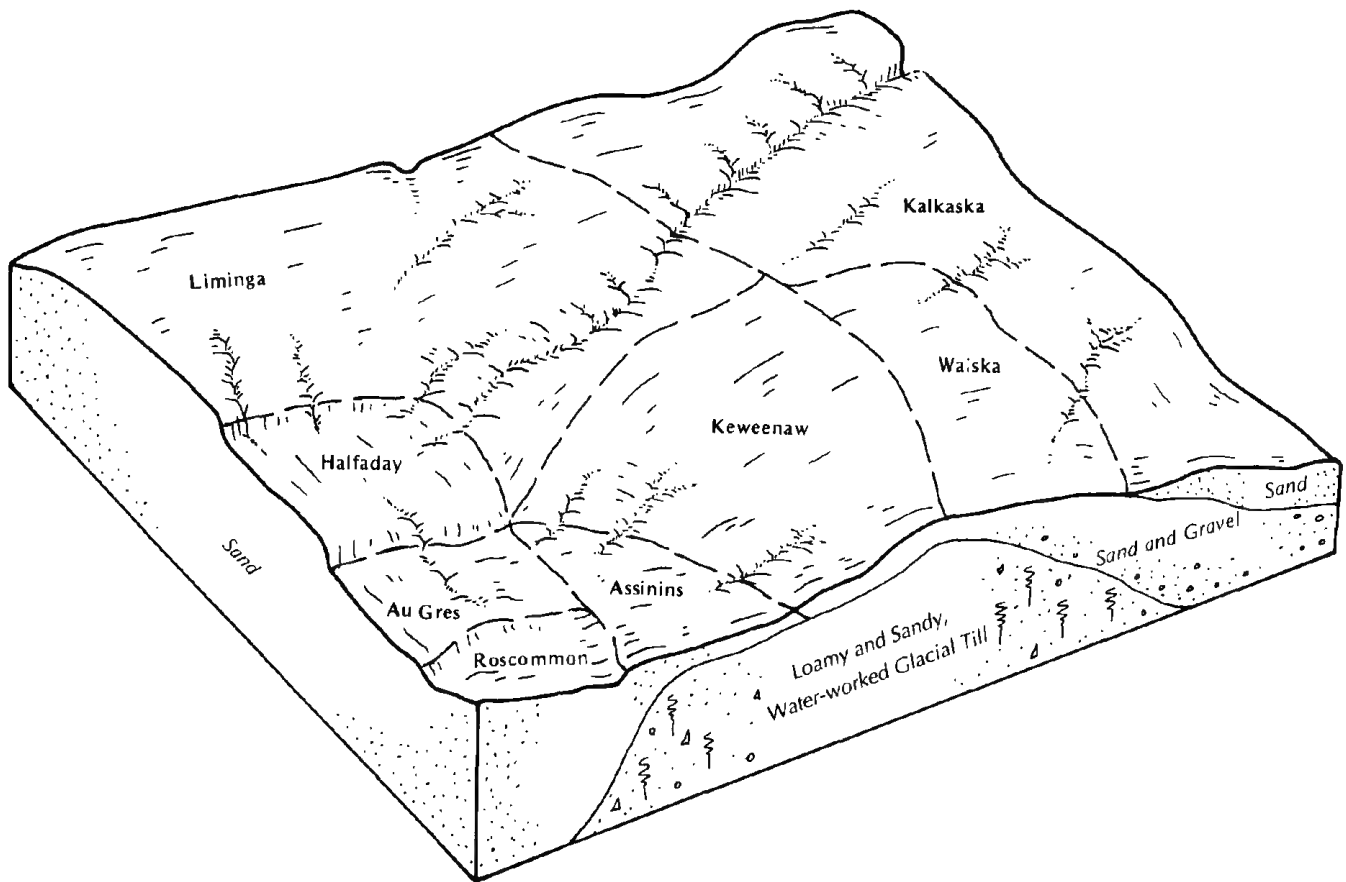 Kalkaska
Liminga
Waiska
Keweenaw
Halfaday
Sand
Sand
Sand and Gravel
Au Gres
Assinins
Roscommon
Loamy and Sandy,
Water-worked Glacial Till